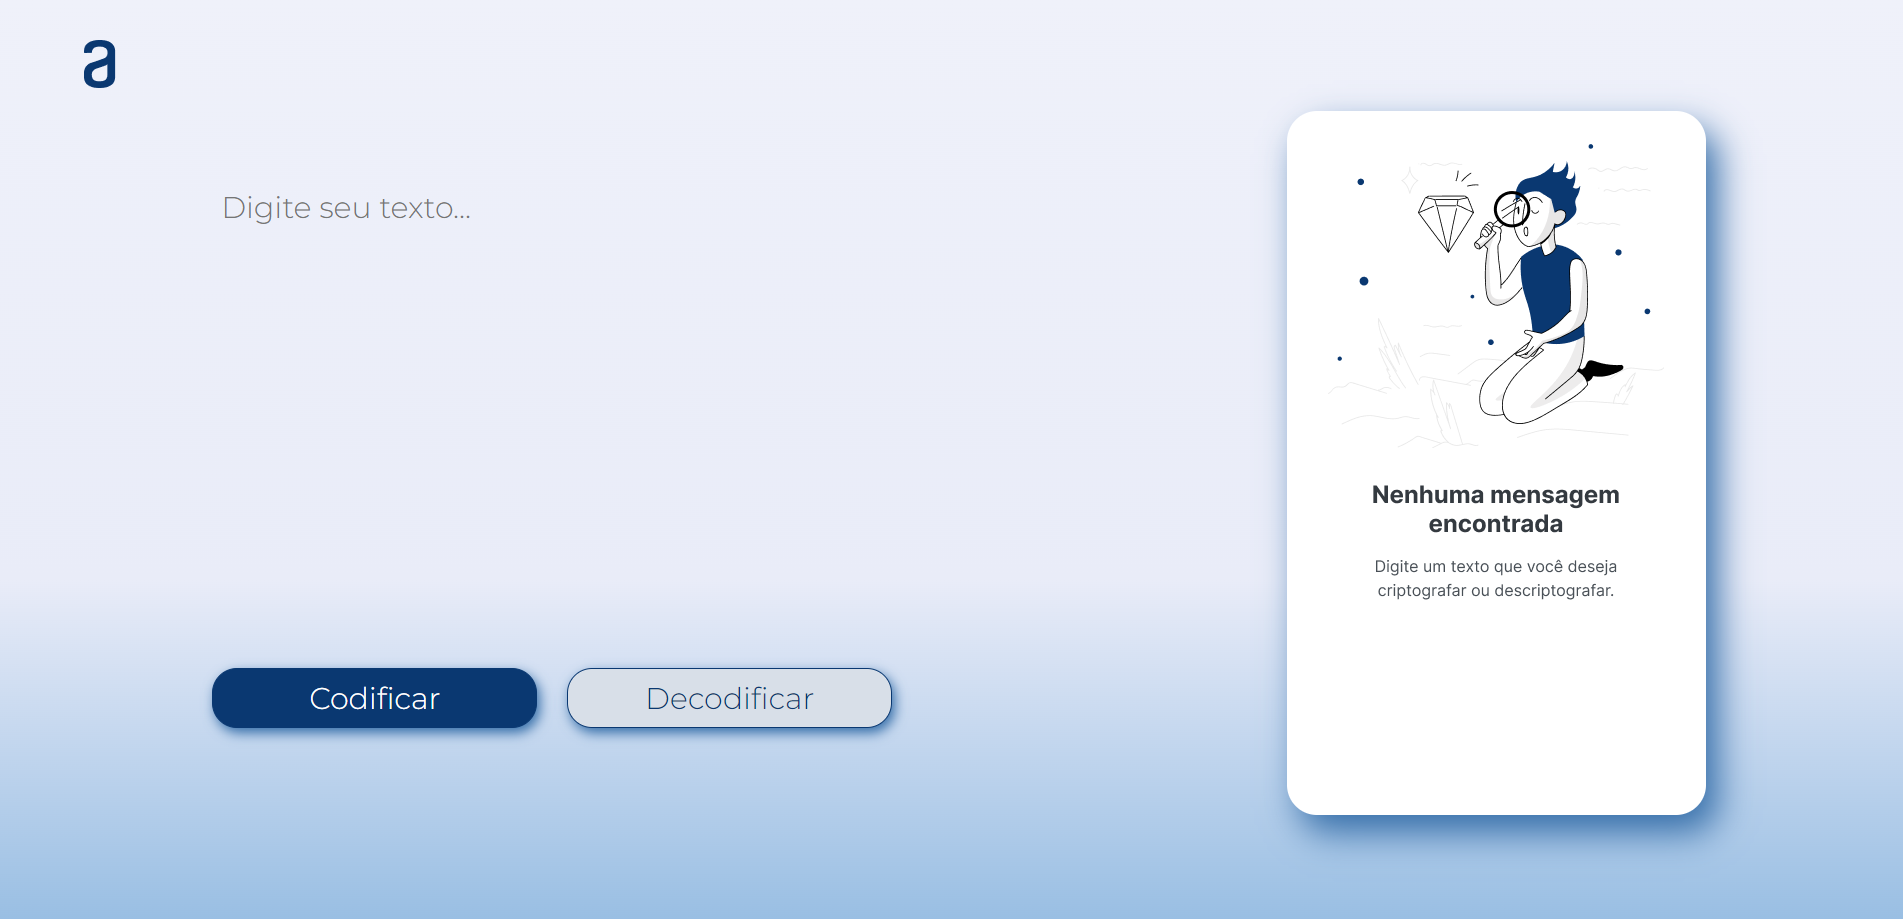 a
Digite seu texto...
Codificar
Decodificar
Nenhuma mensagem
encontrada
Digite um texto que você deseja
criptografar ou descriptografar.